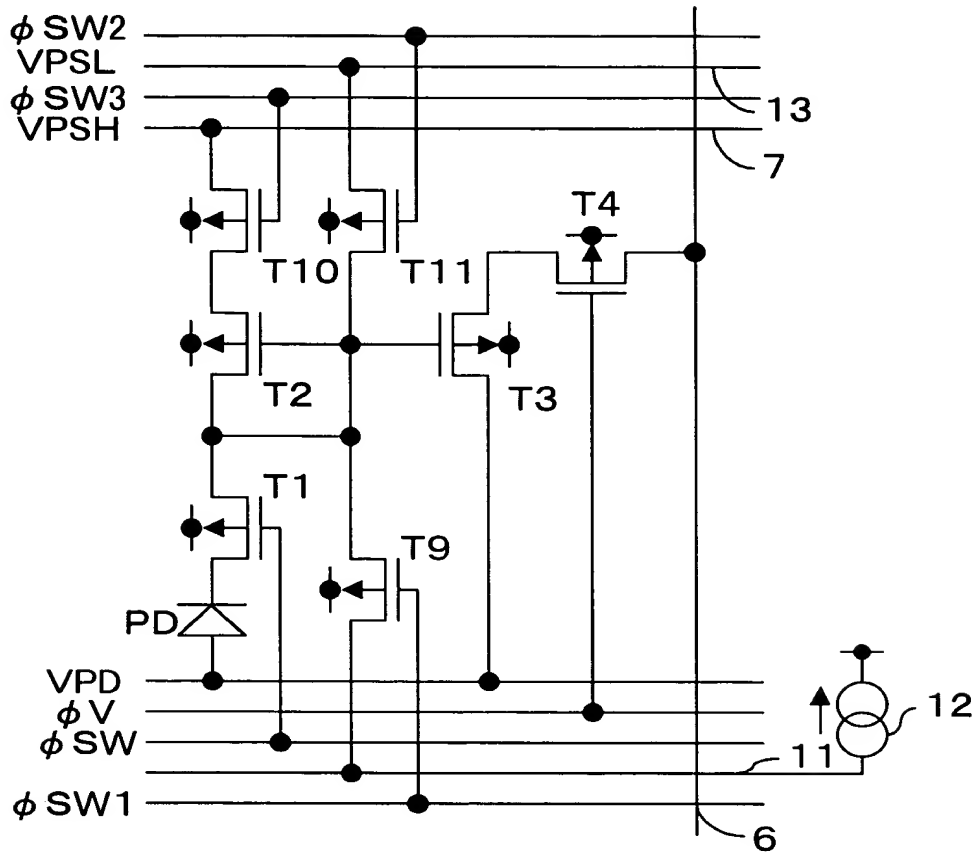 φSW2
VPSL
φSW3
VPSH
13
7
T4
T10
T11
T2
T3
T1
T9
PD
VPD
φV
12
φSW
11
φSW1
6